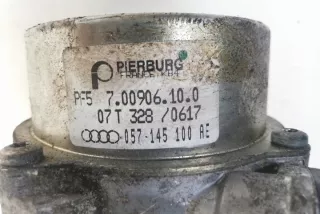 PIERBURG
PF5 7.00906.10.0
07T 328 /0617
057-145 100 AE